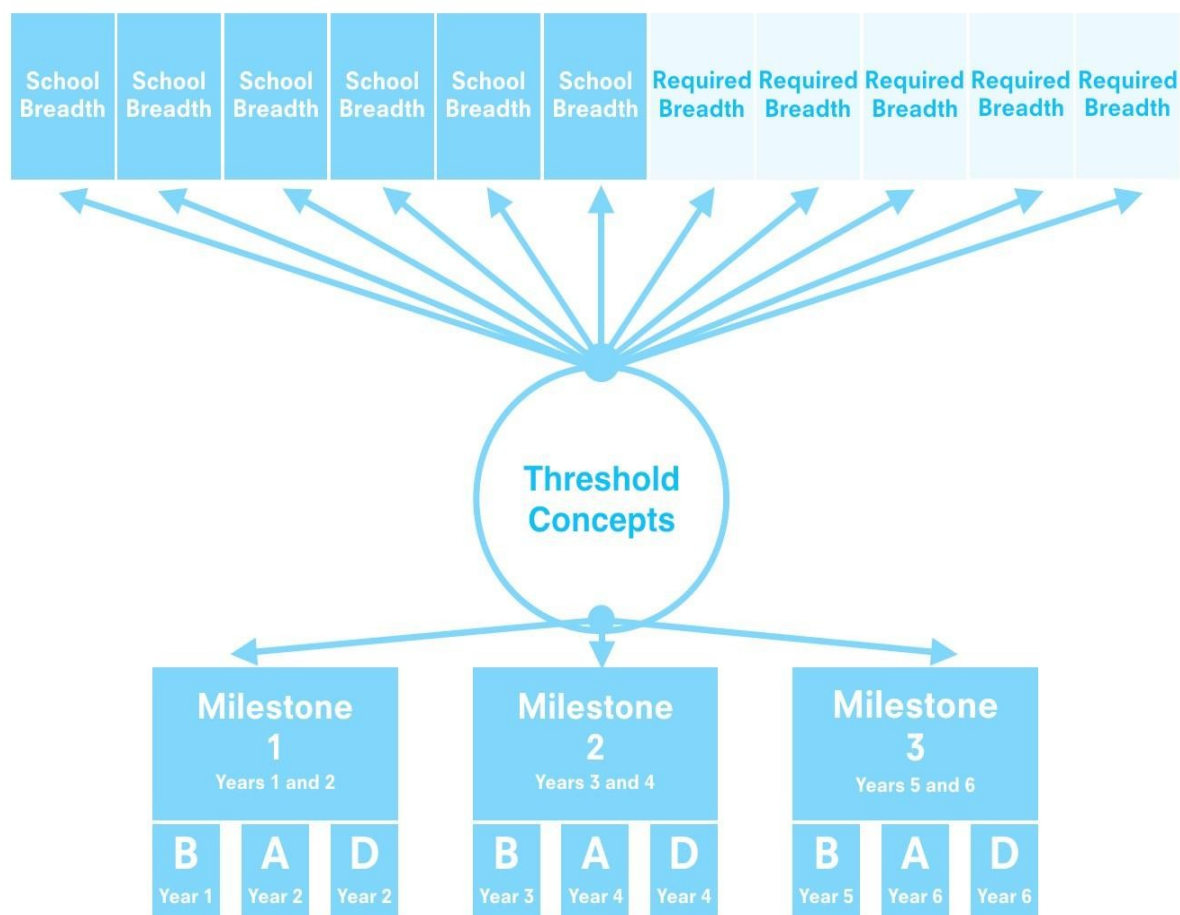 School School School School School School Required Required Required Required Required
Breadth Breadth Breadth Breadth Breadth Breadth Breadth Breadth Breadth Breadth Breadth
Threshold
Concepts
Milestone Milestone Milestone
1 2 3
Years 1 and 2 Years 3 and 4 Years 5 and 6
B A D B A D B A D
Year 1 Year 2 Year 2 Year 3 Year 4 Year 4 Year 5 Year 6 Year 6